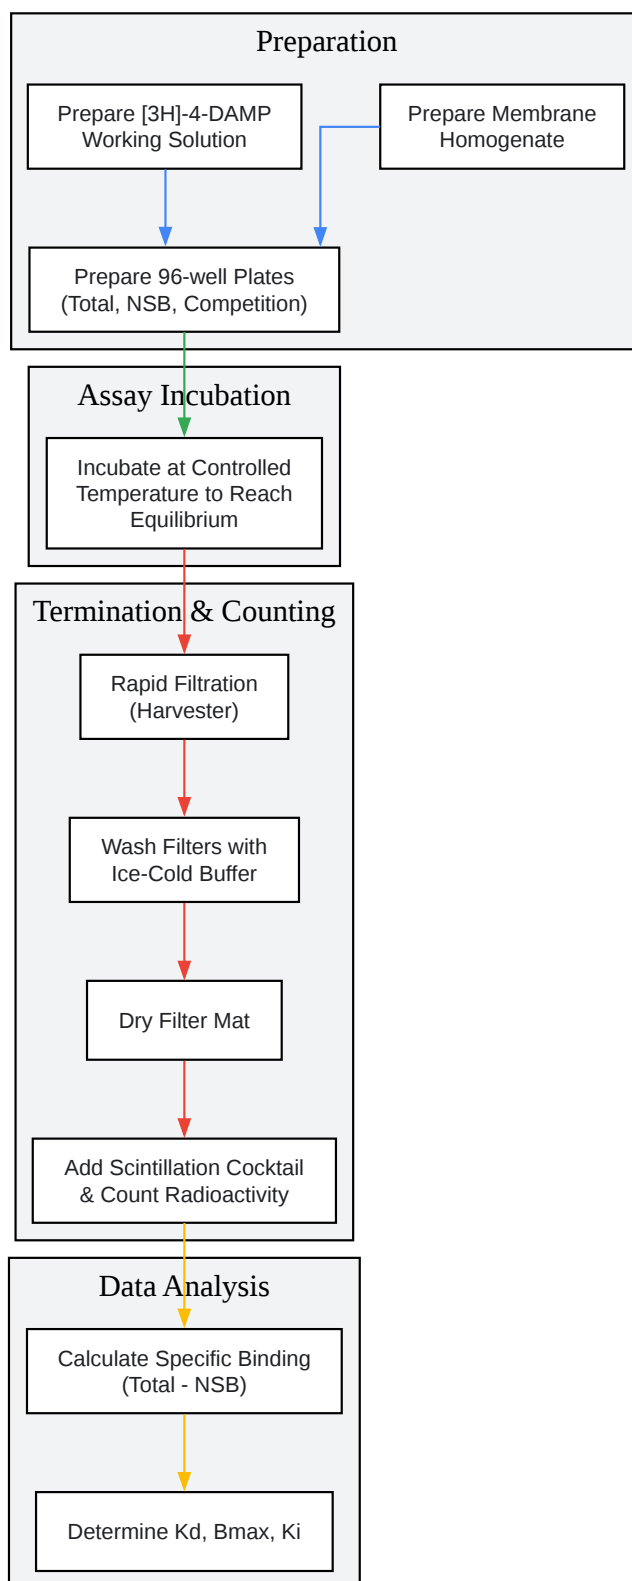 Preparation
Prepare [3H]-4-DAMP
Working Solution
Prepare Membrane
Homogenate
Prepare 96-well Plates
(Total, NSB, Competition)
Assay Incubation
Incubate at Controlled
Temperature to Reach
Equilibrium
Termination & Counting
Rapid Filtration
(Harvester)
Wash Filters with
Ice-Cold Buffer
Dry Filter Mat
Add Scintillation Cocktail
& Count Radioactivity
Data Analysis
Calculate Specific Binding
(Total - NSB)
Determine Kd, Bmax, Ki